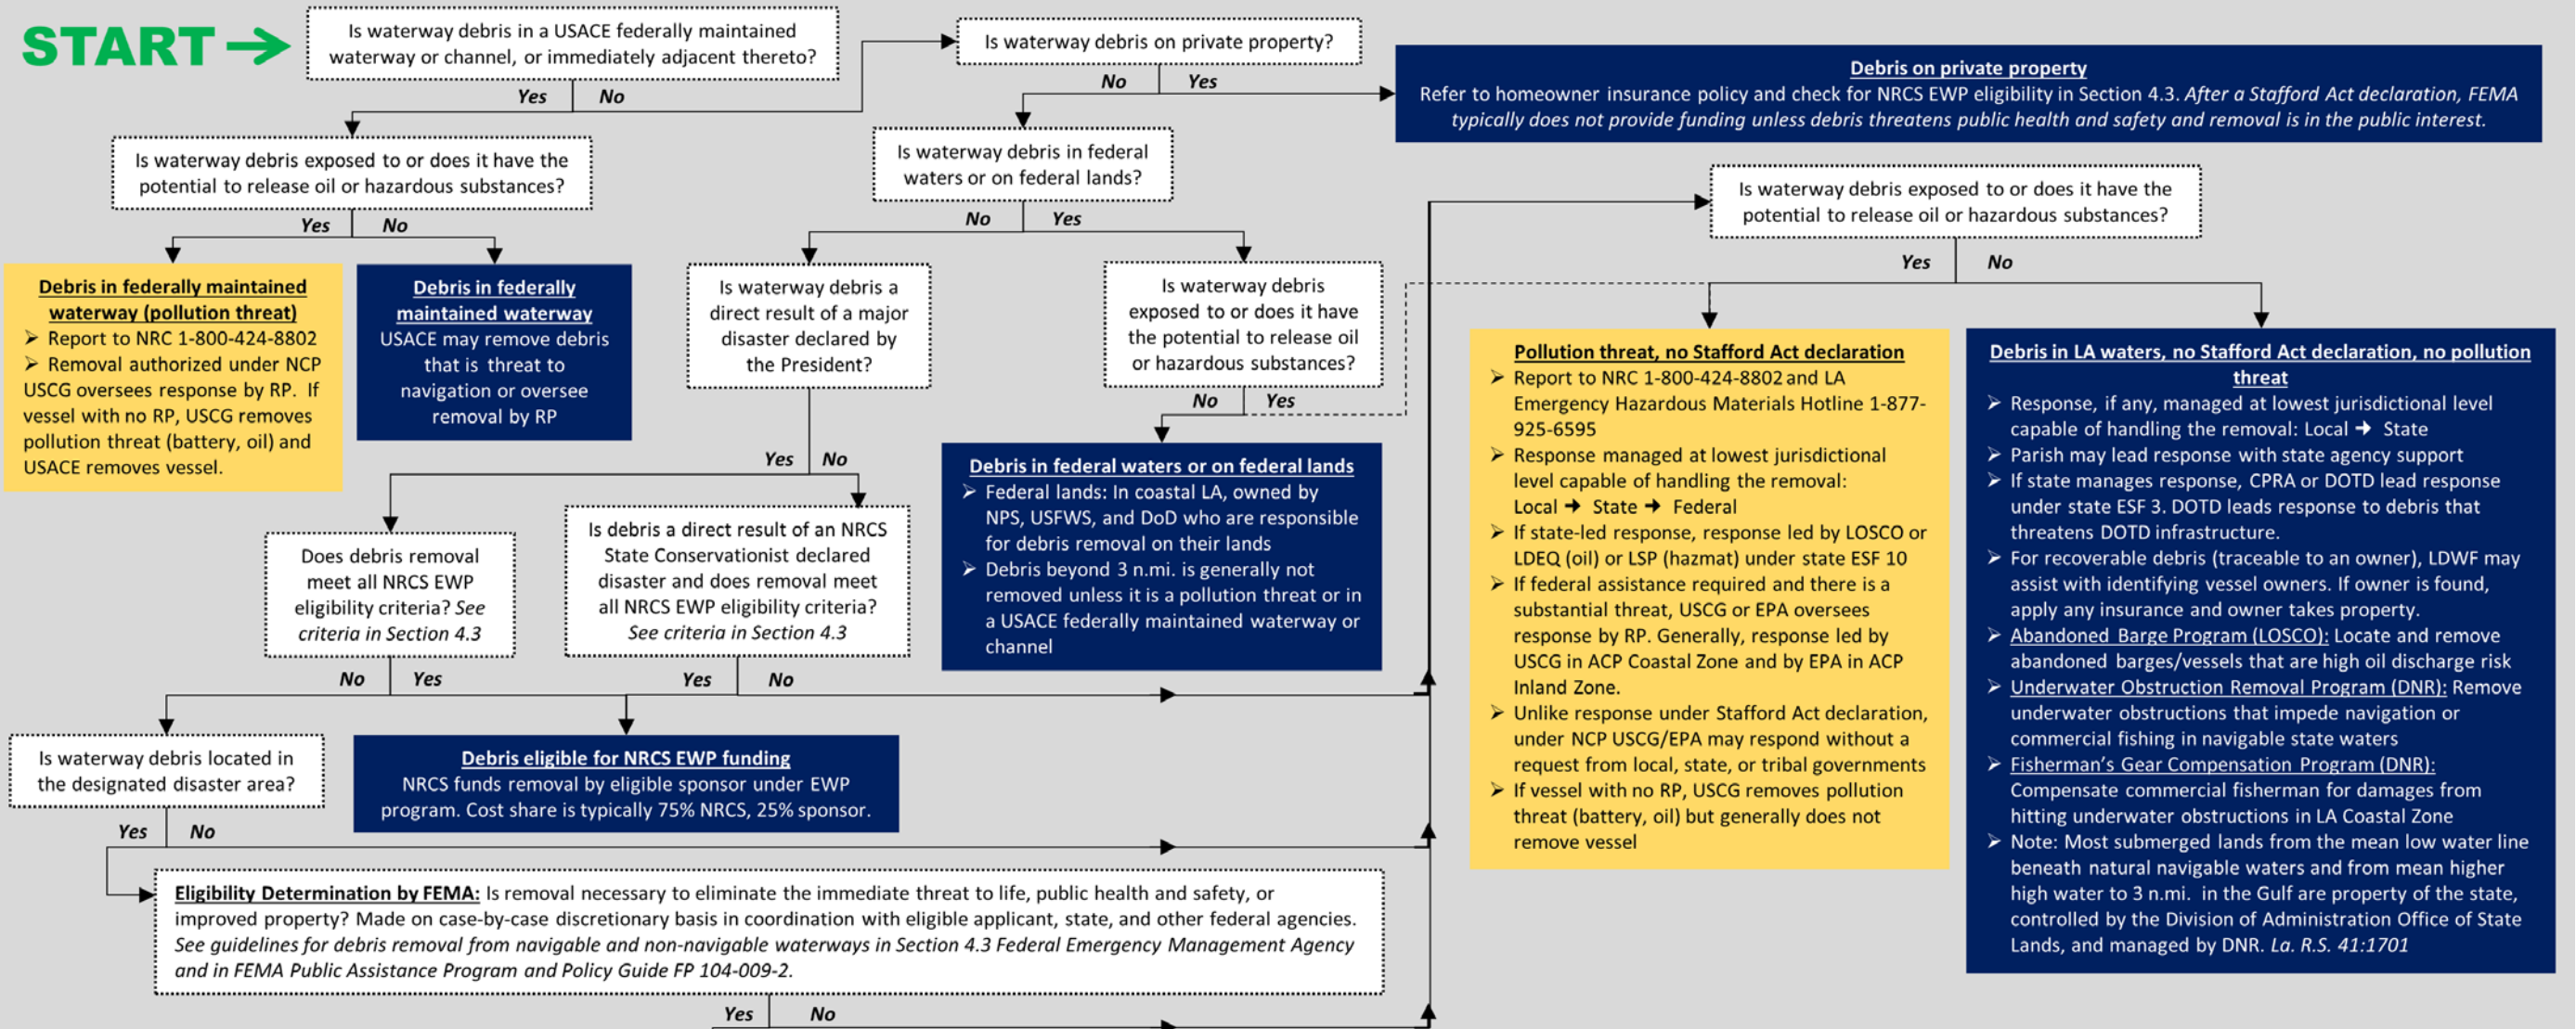 START
Is waterway debris in a USACE federally maintained
waterway or channel, or immediately adjacent thereto?
Yes No
Is waterway debris on private property?
No Yes
Debris on private property
Refer to homeowner insurance policy and check for NRCS EWP eligibility in Section 4.3. After a Stafford Act declaration, FEMA
typically does not provide funding unless debris threatens public health and safety and removal is in the public interest.
Is waterway debris exposed to or does it have the
potential to release oil or hazardous substances?
Yes No
Is waterway debris in federal
waters or on federal lands?
No Yes
Is waterway debris exposed to or does it have the
potential to release oil or hazardous substances?
Yes No
Debris in federally maintained
waterway (pollution threat)
➢ Report to NRC 1-800-424-8802
➢ Removal authorized under NCP
USCG oversees response by RP. If
vessel with no RP, USCG removes
pollution threat (battery, oil) and
USACE removes vessel.
Debris in federally
maintained waterway
USACE may remove debris
that is threat to
navigation or oversee
removal by RP
Is waterway debris a
direct result of a major
disaster declared by
the President?
Yes No
Is waterway debris
exposed to or does it have
the potential to release oil
or hazardous substances?
No Yes
Debris in federal waters or on federal lands
➢ Federal lands: In coastal LA, owned by
NPS, USFWS, and DoD who are responsible
for debris removal on their lands
➢ Debris beyond 3 n.mi. is generally not
removed unless it is a pollution threat or in
a USACE federally maintained waterway or
channel
Pollution threat, no Stafford Act declaration
➢ Report to NRC 1-800-424-8802 and LA
Emergency Hazardous Materials Hotline 1-877-
925-6595
➢ Response managed at lowest jurisdictional
level capable of handling the removal:
Local → State → Federal
➢ If state-led response, response led by LOSCO or
LDEQ (oil) or LSP (hazmat) under state ESF 10
➢ If federal assistance required and there is a
substantial threat, USCG or EPA oversees
response by RP. Generally, response led by
USCG in ACP Coastal Zone and by EPA in ACP
Inland Zone.
➢ Unlike response under Stafford Act declaration,
under NCP USCG/EPA may respond without a
request from local, state, or tribal governments
➢ If vessel with no RP, USCG removes pollution
threat (battery, oil) but generally does not
remove vessel
Debris in LA waters, no Stafford Act declaration, no pollution
threat
➢ Response, if any, managed at lowest jurisdictional level
capable of handling the removal: Local → State
➢ Parish may lead response with state agency support
➢ If state manages response, CPRA or DOTD lead response
under state ESF 3. DOTD leads response to debris that
threatens DOTD infrastructure.
➢ For recoverable debris (traceable to an owner), LDWF may
assist with identifying vessel owners. If owner is found,
apply any insurance and owner takes property.
➢ Abandoned Barge Program (LOSCO): Locate and remove
abandoned barges/vessels that are high oil discharge risk
➢ Underwater Obstruction Removal Program (DNR): Remove
underwater obstructions that impede navigation or
commercial fishing in navigable state waters
➢ Fisherman's Gear Compensation Program (DNR):
Compensate commercial fisherman for damages from
hitting underwater obstructions in LA Coastal Zone
➢ Note: Most submerged lands from the mean low water line
beneath natural navigable waters and from mean higher
high water to 3 n.mi. in the Gulf are property of the state,
controlled by the Division of Administration Office of State
Lands, and managed by DNR. La. R.S. 41:1701
Does debris removal
meet all NRCS EWP
eligibility criteria? See
criteria in Section 4.3
No Yes
Is debris a direct result of an NRCS
State Conservationist declared
disaster and does removal meet
all NRCS EWP eligibility criteria?
See criteria in Section 4.3
Yes No
Is waterway debris located in
the designated disaster area?
Yes No
Debris eligible for NRCS EWP funding
NRCS funds removal by eligible sponsor under EWP
program. Cost share is typically 75% NRCS, 25% sponsor.
Eligibility Determination by FEMA: Is removal necessary to eliminate the immediate threat to life, public health and safety, or
improved property? Made on case-by-case discretionary basis in coordination with eligible applicant, state, and other federal agencies.
See guidelines for debris removal from navigable and non-navigable waterways in Section 4.3 Federal Emergency Management Agency
and in FEMA Public Assistance Program and Policy Guide FP 104-009-2.
Yes No